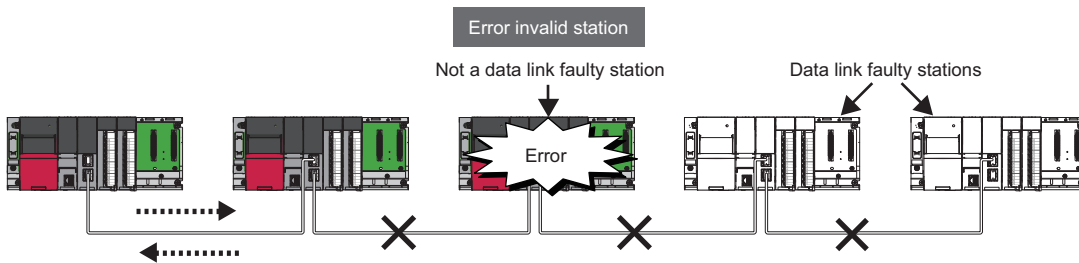 Error invalid station
Not a data link faulty station
Data link faulty stations
Error